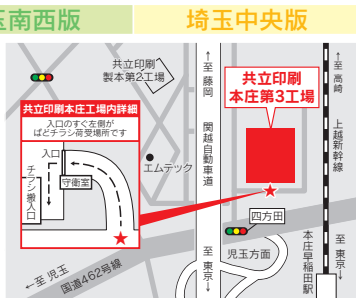 玉南西版
埼玉中央版
共立印刷
製本第2工場
←至 藤岡
共立印刷
本庄第3工場
←至 高崎
共立印刷本庄工場内詳細
入口のすぐ左側が
ぱどチラシ荷受場所です
入口
守衛室
チラシ搬入口
エムテック
関越自動車道
上越新幹線
四方田
児玉方面
至 東京→
本庄早稲田駅
至 東京→
←至 児玉
国道462号線